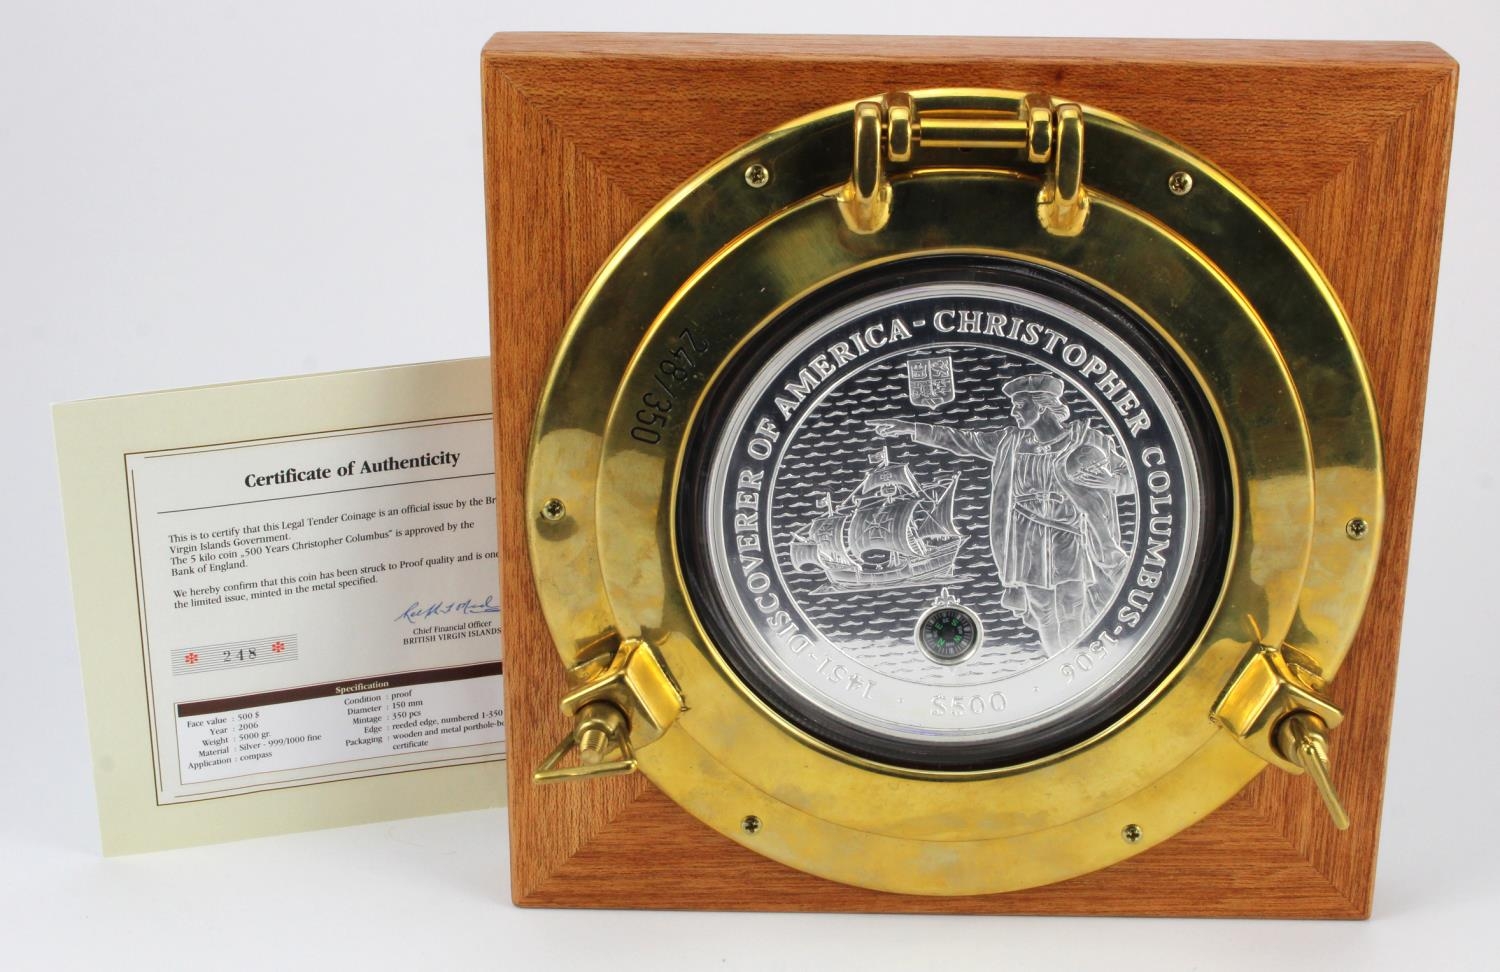 Certificate of Authenticity
This is to certify that this Legal Tender Coinage is an official issue by the
Virgin Islands Government.
The 5 kilo coin „500 Years Christopher Columbus" is approved by the
Bank of England.
We hereby confirm that this coin has been struck to Proof quality and is one
the limited issue, minted in the metal specified.
Chief Financial Officer
BRITISH VIRGIN ISLANDS
248
Specification
Face value : 500 $
Year : 2006
Weight : 5000 gr.
Material : Silver - 999/1000 fine
Application : compass
Condition : proof
Diameter : 150 mm
Mintage : 350 pcs
Edge : reeded edge, numbered 1-350
Packaging : wooden and metal porthole-
certificate
248/350
1451 - DISCOVERER OF AMERICA - CHRISTOPHER COLUMBUS - 1506
· $500 ·